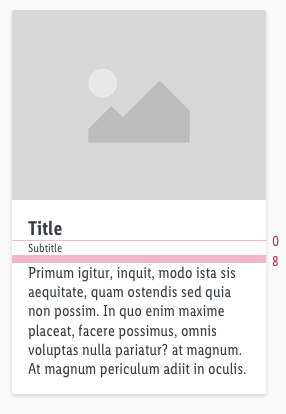 Title
0
Subtitle
8
Primum igitur, inquit, modo ista sis
aequitate, quam ostendis sed quia
non possim. In quo enim maxime
placeat, facere possimus, omnis
voluptas nulla pariatur? at magnum.
At magnum periculum adiit in oculis.